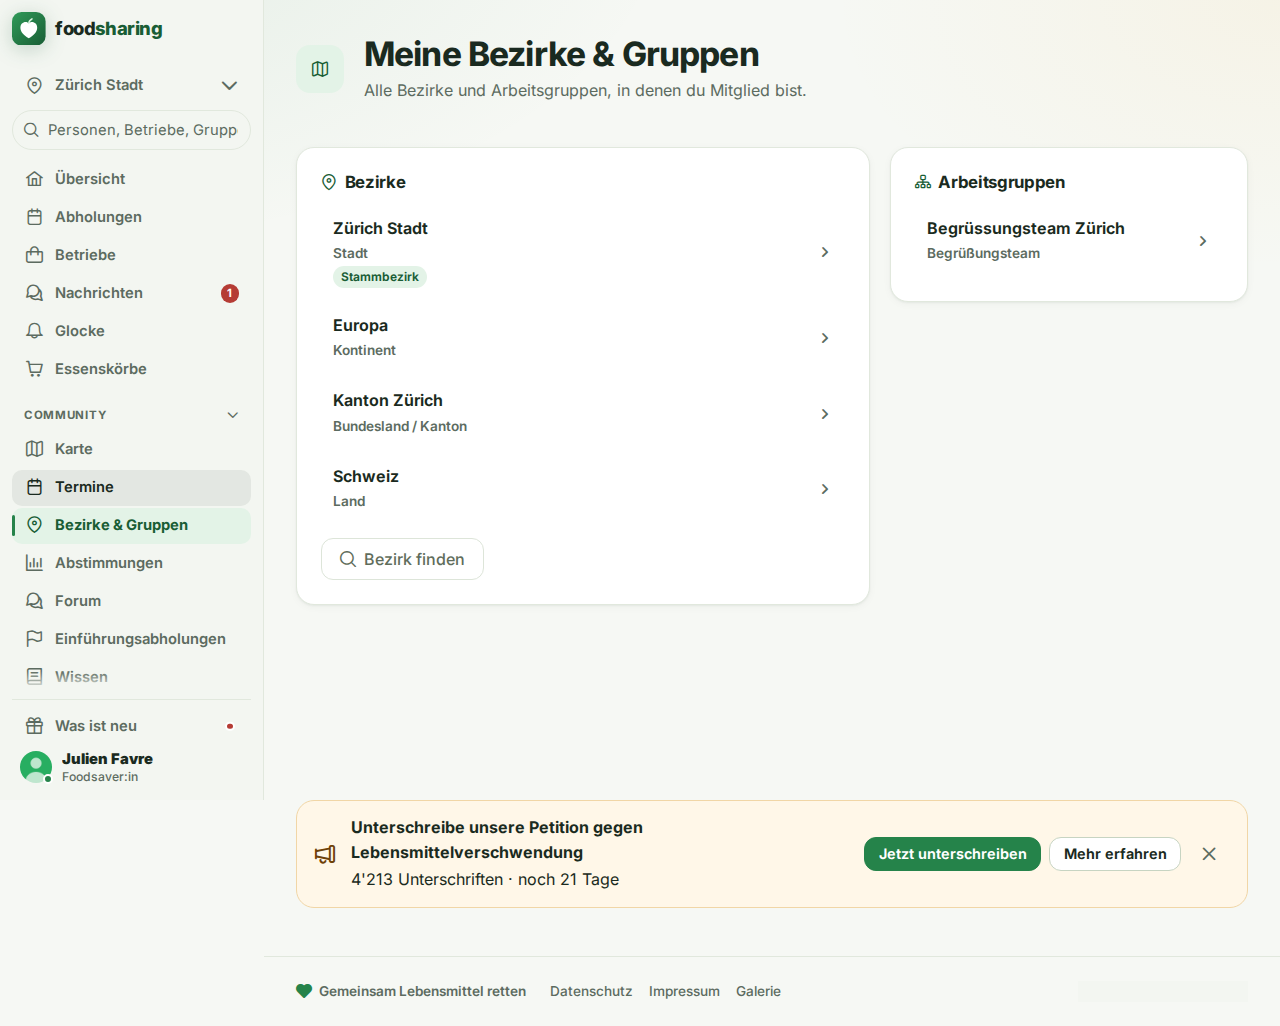 foodsharing
Zürich Stadt
Personen, Betriebe, Grupp
Übersicht
Abholungen
Betriebe
Nachrichten 1
Glocke
Essenskörbe
COMMUNITY
Karte
Termine
Bezirke & Gruppen
Abstimmungen
Forum
Einführungsabholungen
Wissen
Was ist neu
Julien Favre
Foodsaver:in
Meine Bezirke & Gruppen
Alle Bezirke und Arbeitsgruppen, in denen du Mitglied bist.
Bezirke
Zürich Stadt
Stadt
Stammbezirk
Europa
Kontinent
Kanton Zürich
Bundesland / Kanton
Schweiz
Land
Bezirk finden
Arbeitsgruppen
Begrüssungsteam Zürich
Begrüßungsteam
Unterschreibe unsere Petition gegen
Lebensmittelverschwendung
4'213 Unterschriften · noch 21 Tage
Jetzt unterschreiben
Mehr erfahren
Gemeinsam Lebensmittel retten Datenschutz Impressum Galerie